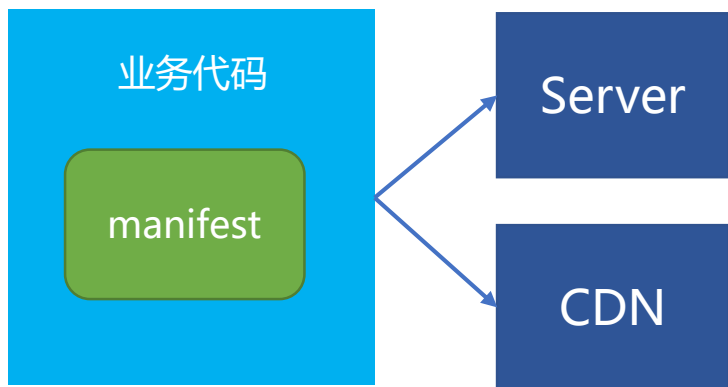 业务代码
manifest
Server
CDN